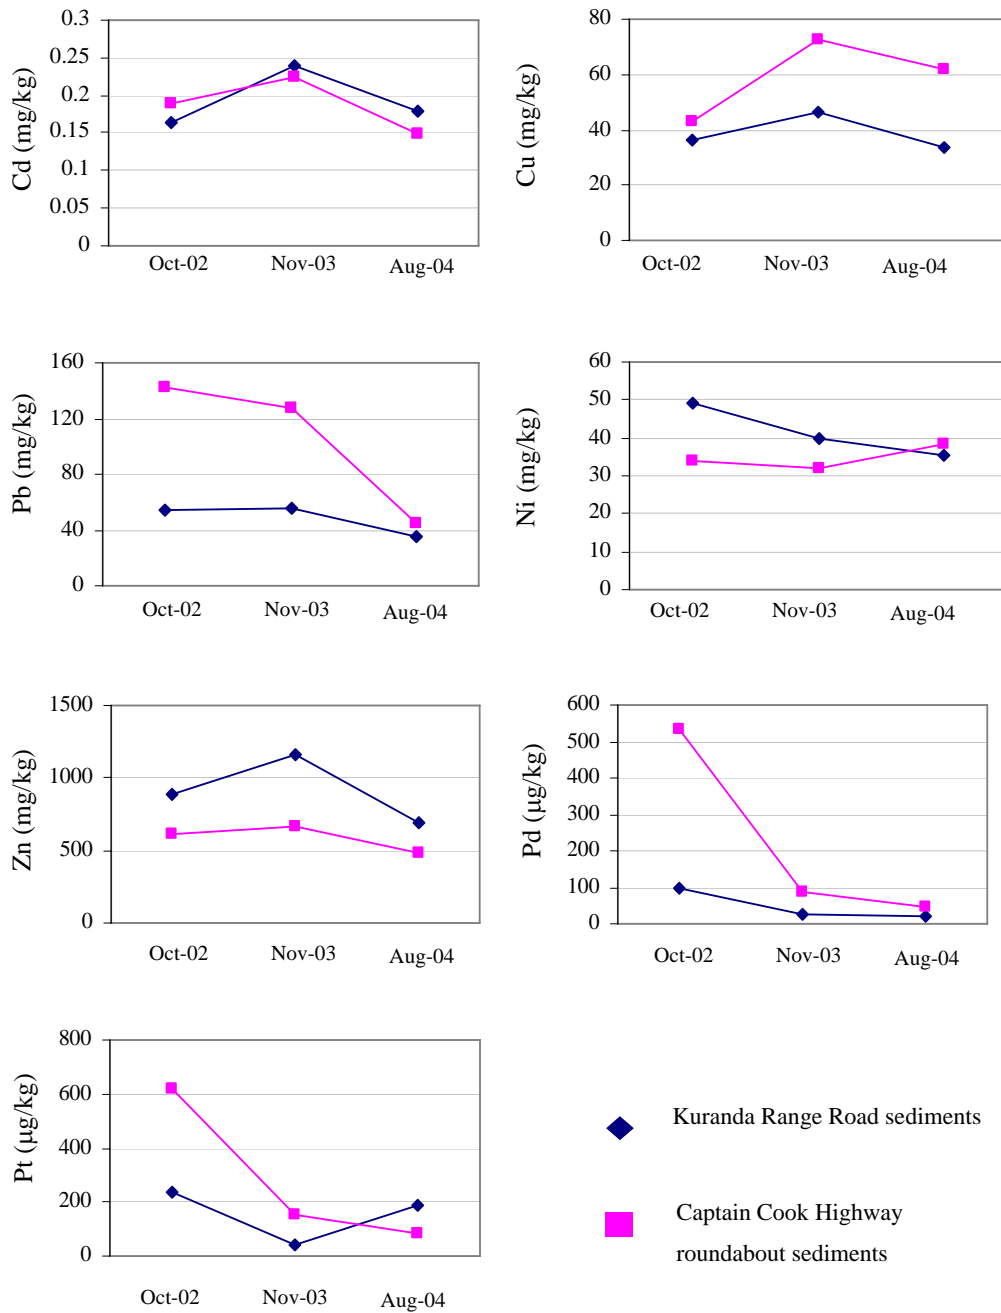 0.3
0.25
0.2
0.15
0.1
0.05
0
Cd (mg/kg)
Oct-02 Nov-03 Aug-04
80
60
40
20
0
Cu (mg/kg)
Oct-02 Nov-03 Aug-04
160
120
80
40
0
Pb (mg/kg)
Oct-02 Nov-03 Aug-04
60
50
40
30
20
10
0
Ni (mg/kg)
Oct-02 Nov-03 Aug-04
1500
1000
500
0
Zn (mg/kg)
Oct-02 Nov-03 Aug-04
600
500
400
300
200
100
0
Pd (µg/kg)
Oct-02 Nov-03 Aug-04
800
600
400
200
0
Pt (µg/kg)
Oct-02 Nov-03 Aug-04
Kuranda Range Road sediments
Captain Cook Highway
roundabout sediments